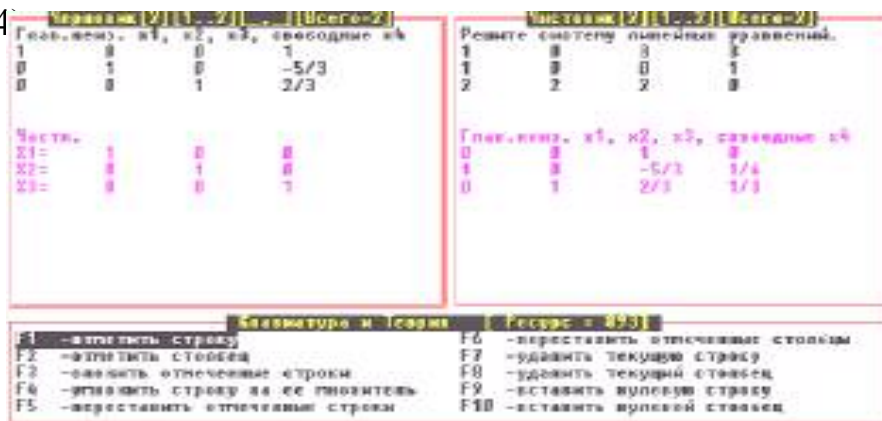 4
Черновик[2][1..2][_,_][Всего=2]
Глав.неиз. x1, x2, x3, свободные x4
1 0 0 1
0 1 0 -5/3
0 0 1 2/3
Части.
X1= 1 0 0
X2= 0 1 0
X3= 0 0 1
Чистовик[2][1..2][Всего=2]
Решите систему линейных уравнений.
1 0 3 3
1 0 0 1
2 2 2 0
Глав.неиз. x1, x2, x3, свободные x4
0 0 1 0
1 0 -5/3 1/6
0 1 2/3 1/3
Клавиатура и Теория [ Ресурс = 893]
F1 -отметить строку
F2 -отметить столбец
F3 -сложить отмеченные строки
F4 -умножить строку на ее множитель
F5 -переставить отмеченные строки
F6 -переставить отмеченные столбцы
F7 -удалить текущую строку
F8 -удалить текущий столбец
F9 -вставить нулевую строку
F10 -вставить нулевой столбец